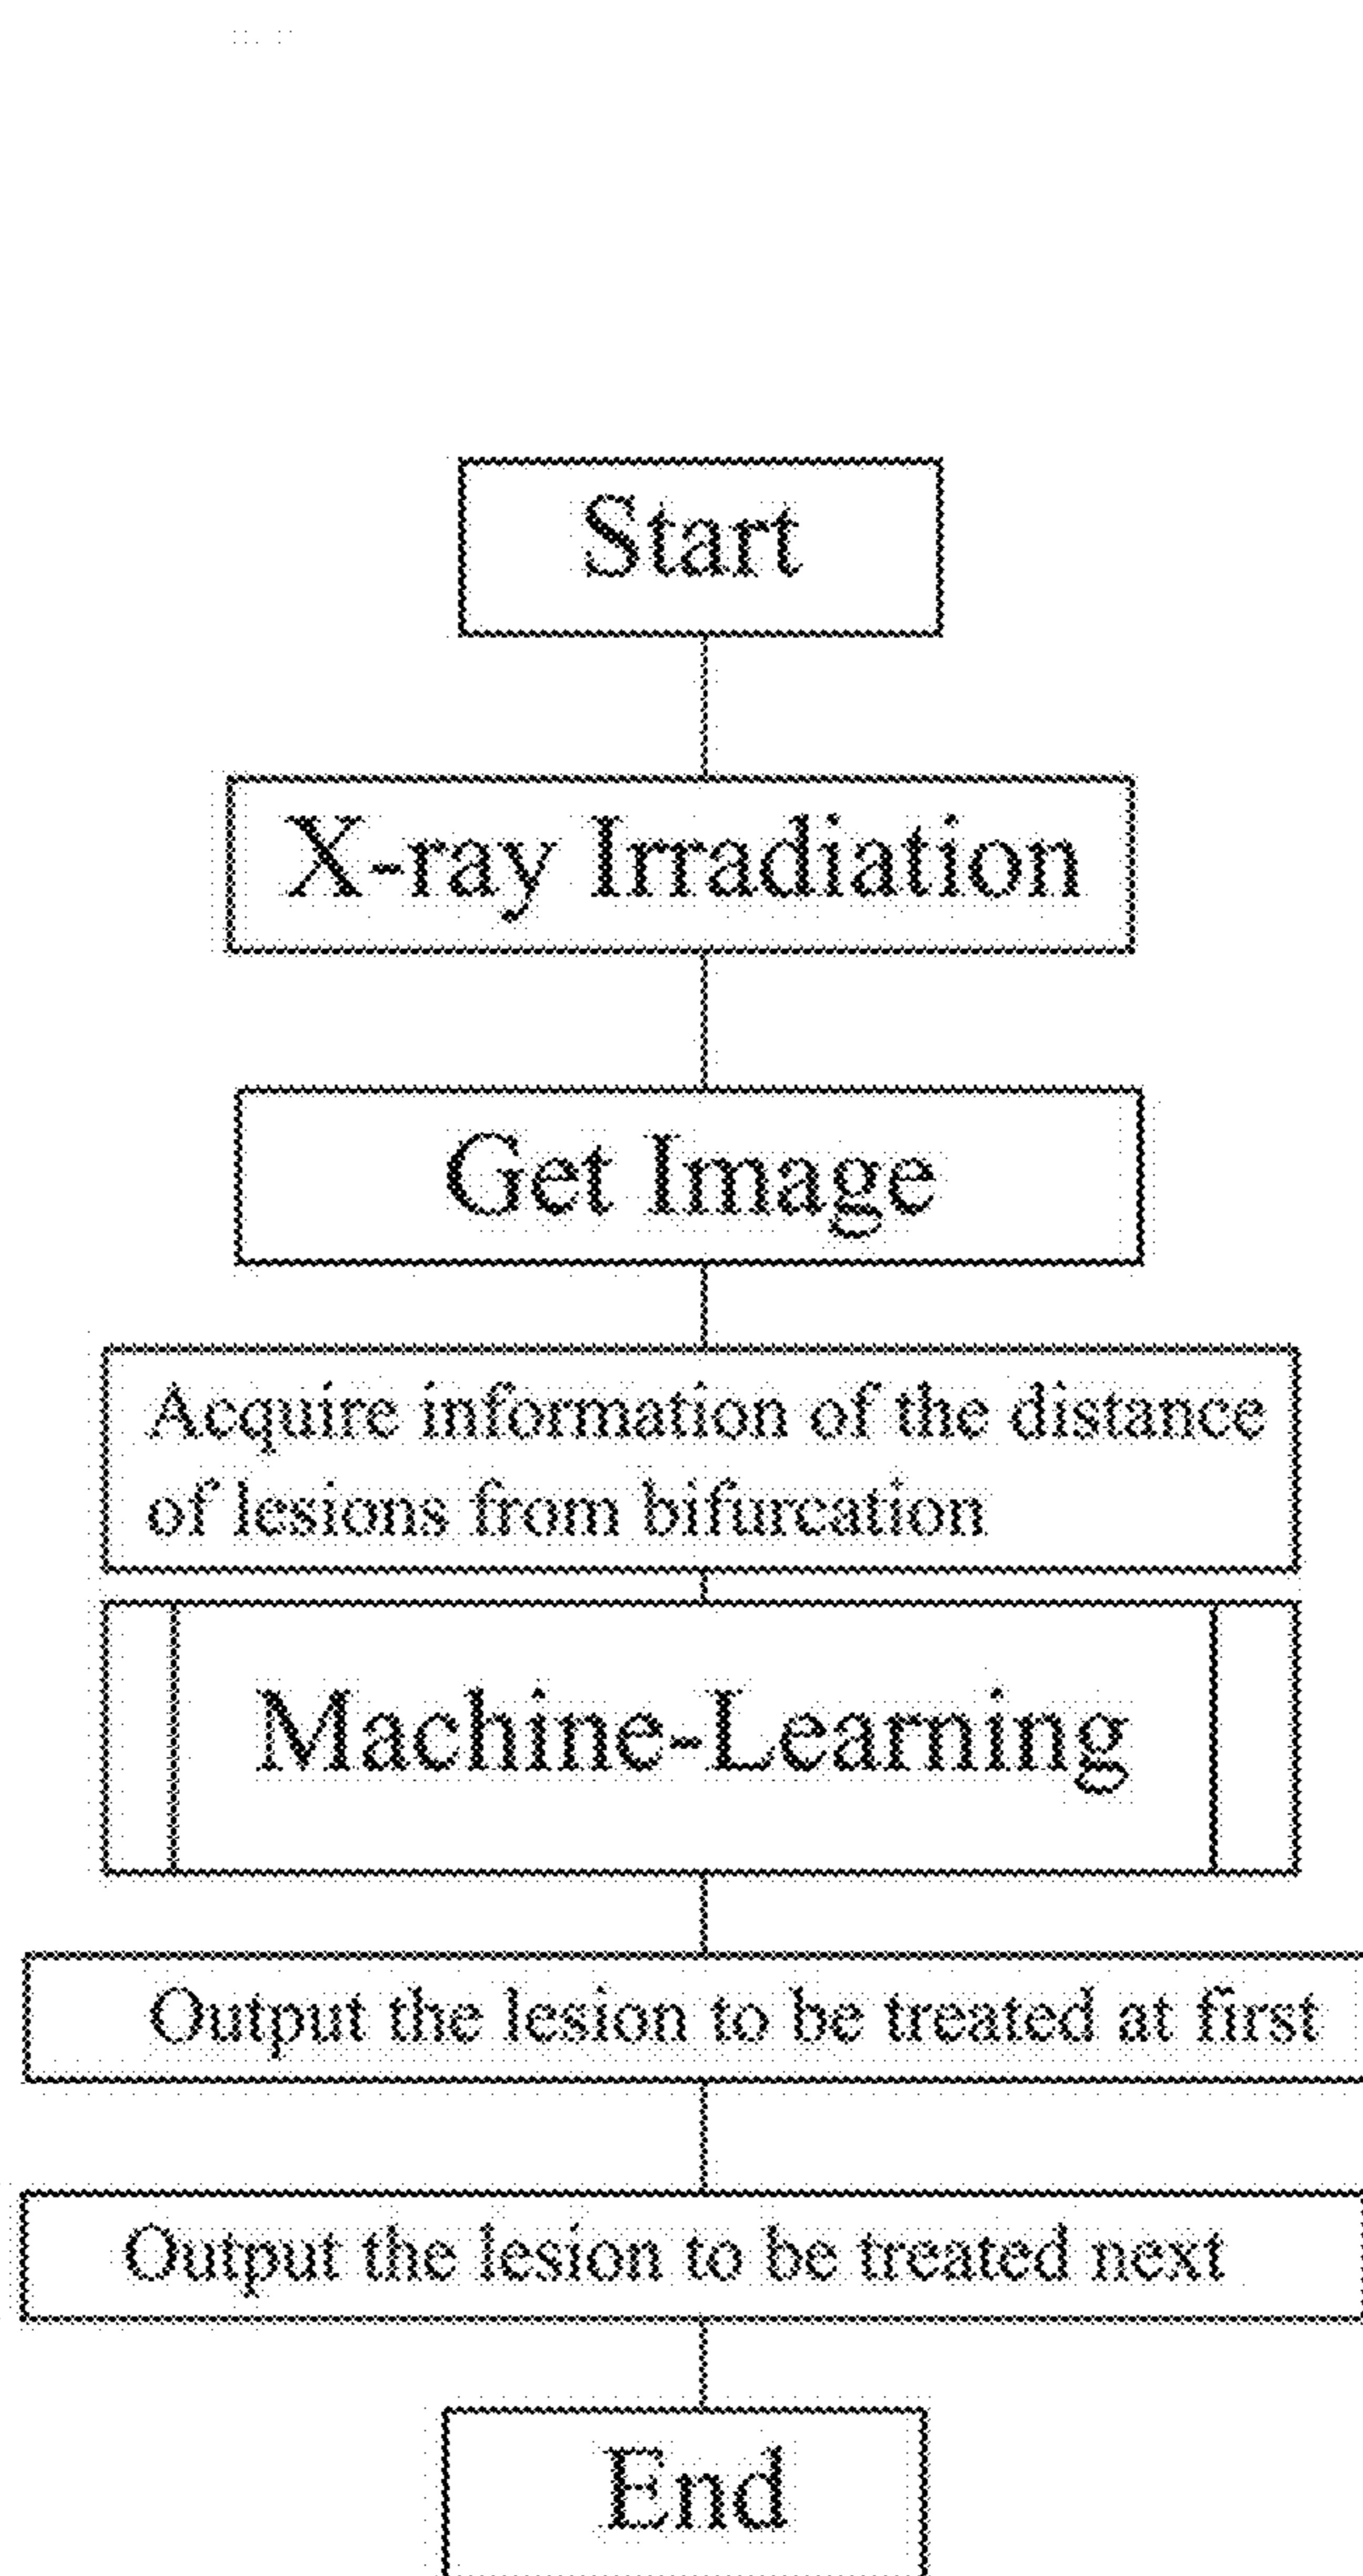 Start
X-ray Irradiation
Get Image
Acquire information of the distance
of lesions from bifurcation
Machine-Learning
Output the lesion to be treated at first
Output the lesion to be treated next
End